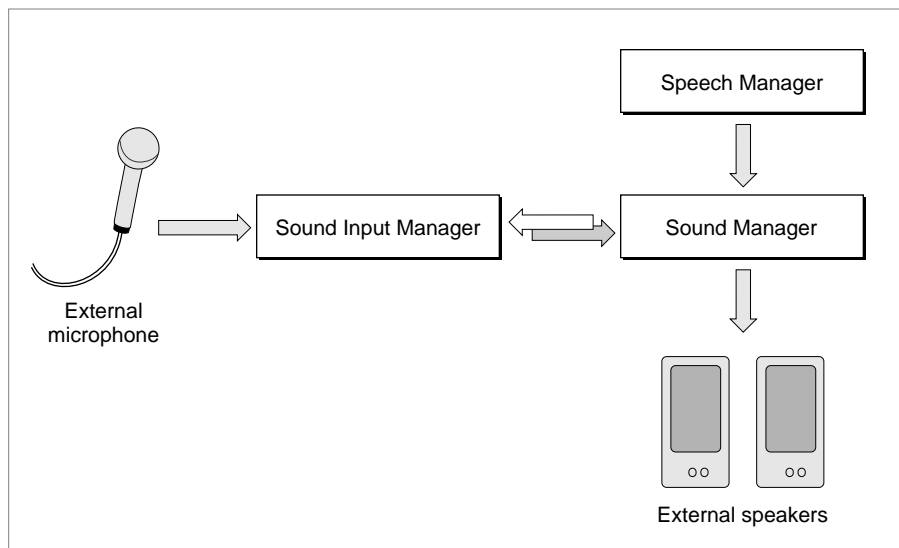 Speech Manager
Sound Input Manager
Sound Manager
External
microphone
External speakers